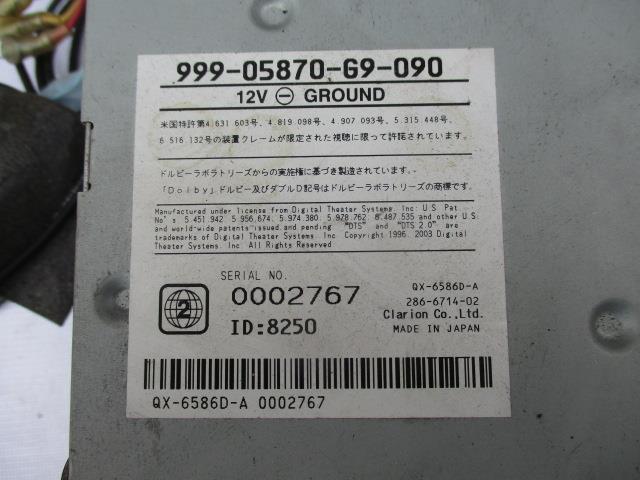 999-05870-G9-090
12V ⊖ GROUND
米国特許第4.631 603号、4.819 098号、4.907 093号、5.315 448号、
6 516 132号の装置クレームが限定された視聴に限って許諾されています。
ドルビーラボラトリーズからの実施権に基づき製造されています。
「Dolby」ドルビー及びダブルD記号はドルビーラボラトリーズの商標です。
Manufactured under license from Digital Theater Systems, Inc. U.S Pat.
No's 5.451.942 5.956.674 5.974.380 5.978.762 6.487.535 and other U.S
and world-wide patents issued and pending "DTS" and "DTS 2.0" are
trademarks of Digital Theater Systems, Inc Copyright 1996, 2003 Digital
Theater Systems, Inc All Rights Reserved
SERIAL NO.
0002767
2
ID:8250
QX-6586D-A
286-6714-02
Clarion Co.,Ltd.
MADE IN JAPAN
QX-6586D-A 0002767